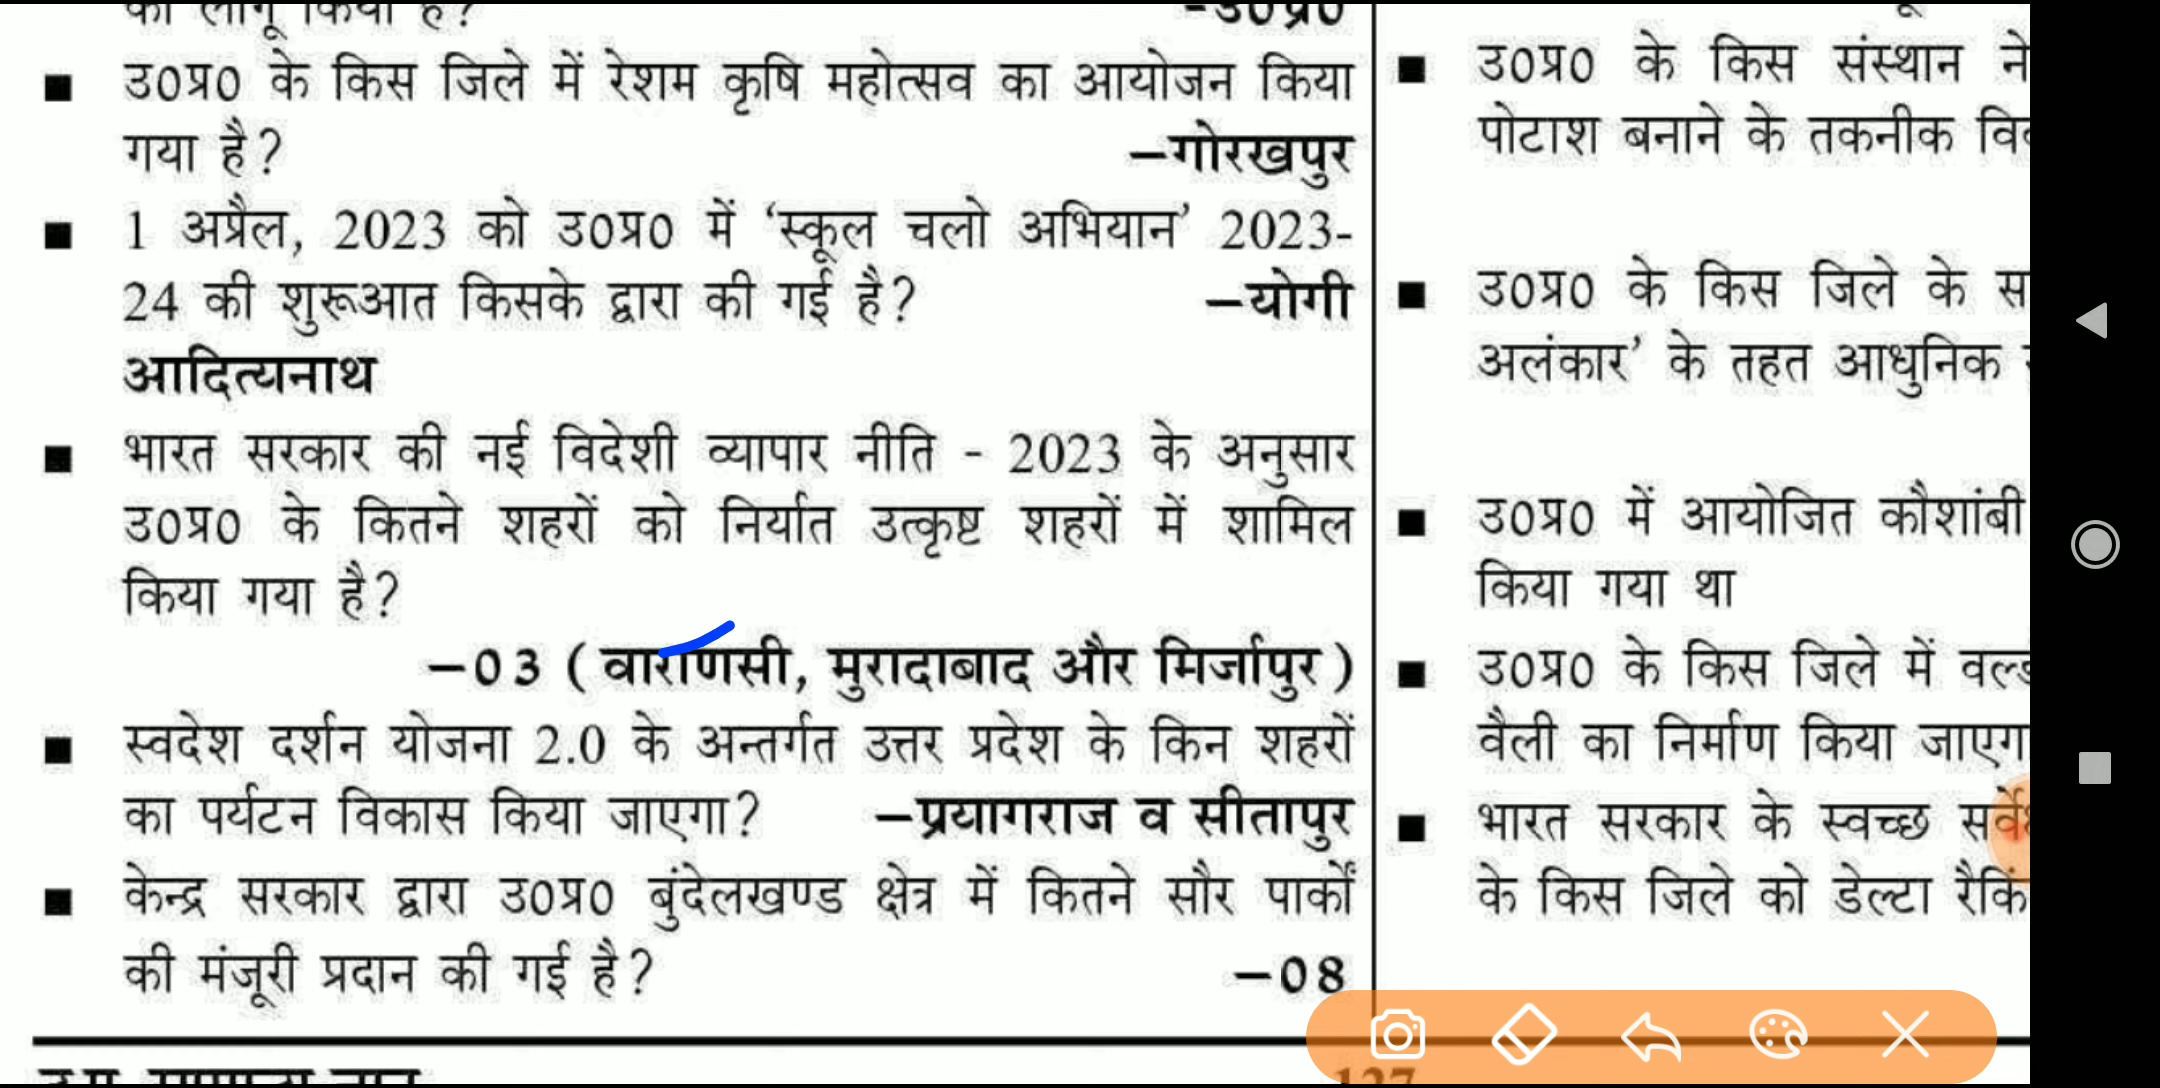 को लागू किया है? -उ0प्र0
■ उ0प्र0 के किस जिले में रेशम कृषि महोत्सव का आयोजन किया
गया है? –गोरखपुर
■ 1 अप्रैल, 2023 को उ0प्र0 में ‘स्कूल चलो अभियान’ 2023-
24 की शुरूआत किसके द्वारा की गई है? –योगी
आदित्यनाथ
■ भारत सरकार की नई विदेशी व्यापार नीति - 2023 के अनुसार
उ0प्र0 के कितने शहरों को निर्यात उत्कृष्ट शहरों में शामिल
किया गया है?
–03 (वाराणसी, मुरादाबाद और मिर्जापुर)
■ स्वदेश दर्शन योजना 2.0 के अन्तर्गत उत्तर प्रदेश के किन शहरों
का पर्यटन विकास किया जाएगा? –प्रयागराज व सीतापुर
■ केन्द्र सरकार द्वारा उ0प्र0 बुंदेलखण्ड क्षेत्र में कितने सौर पार्कों
की मंजूरी प्रदान की गई है? –08
■ उ0प्र0 के किस संस्थान ने
पोटाश बनाने के तकनीक
■ उ0प्र0 के किस जिले के
अलंकार’ के तहत आधुनिक
■ उ0प्र0 में आयोजित कौशांबी
किया गया था
■ उ0प्र0 के किस जिले में
वैली का निर्माण किया जाएगा
■ भारत सरकार के स्वच्छ
के किस जिले को डेल्टा
127